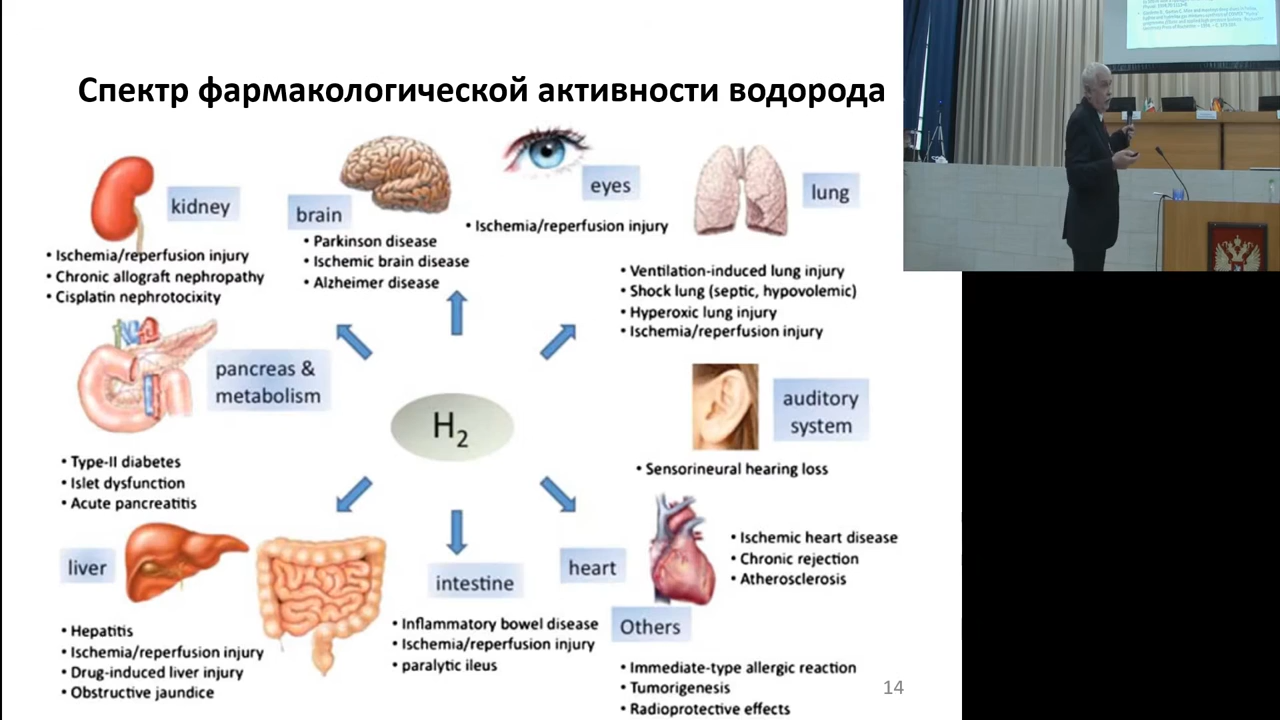 Спектр фармакологической активности водорода
kidney
• Ischemia/reperfusion injury
• Chronic allograft nephropathy
• Cisplatin nephrotocixity
brain
• Parkinson disease
• Ischemic brain disease
• Alzheimer disease
eyes
• Ischemia/reperfusion injury
lung
• Ventilation-induced lung injury
• Shock lung (septic, hypovolemic)
• Hyperoxic lung injury
• Ischemia/reperfusion injury
pancreas &
metabolism
• Type-II diabetes
• Islet dysfunction
• Acute pancreatitis
H₂
auditory
system
• Sensorineural hearing loss
liver
• Hepatitis
• Ischemia/reperfusion injury
• Drug-induced liver injury
• Obstructive jaundice
intestine
• Inflammatory bowel disease
• Ischemia/reperfusion injury
• paralytic ileus
heart
• Ischemic heart disease
• Chronic rejection
• Atherosclerosis
Others
• Immediate-type allergic reaction
• Tumorigenesis
• Radioprotective effects
14